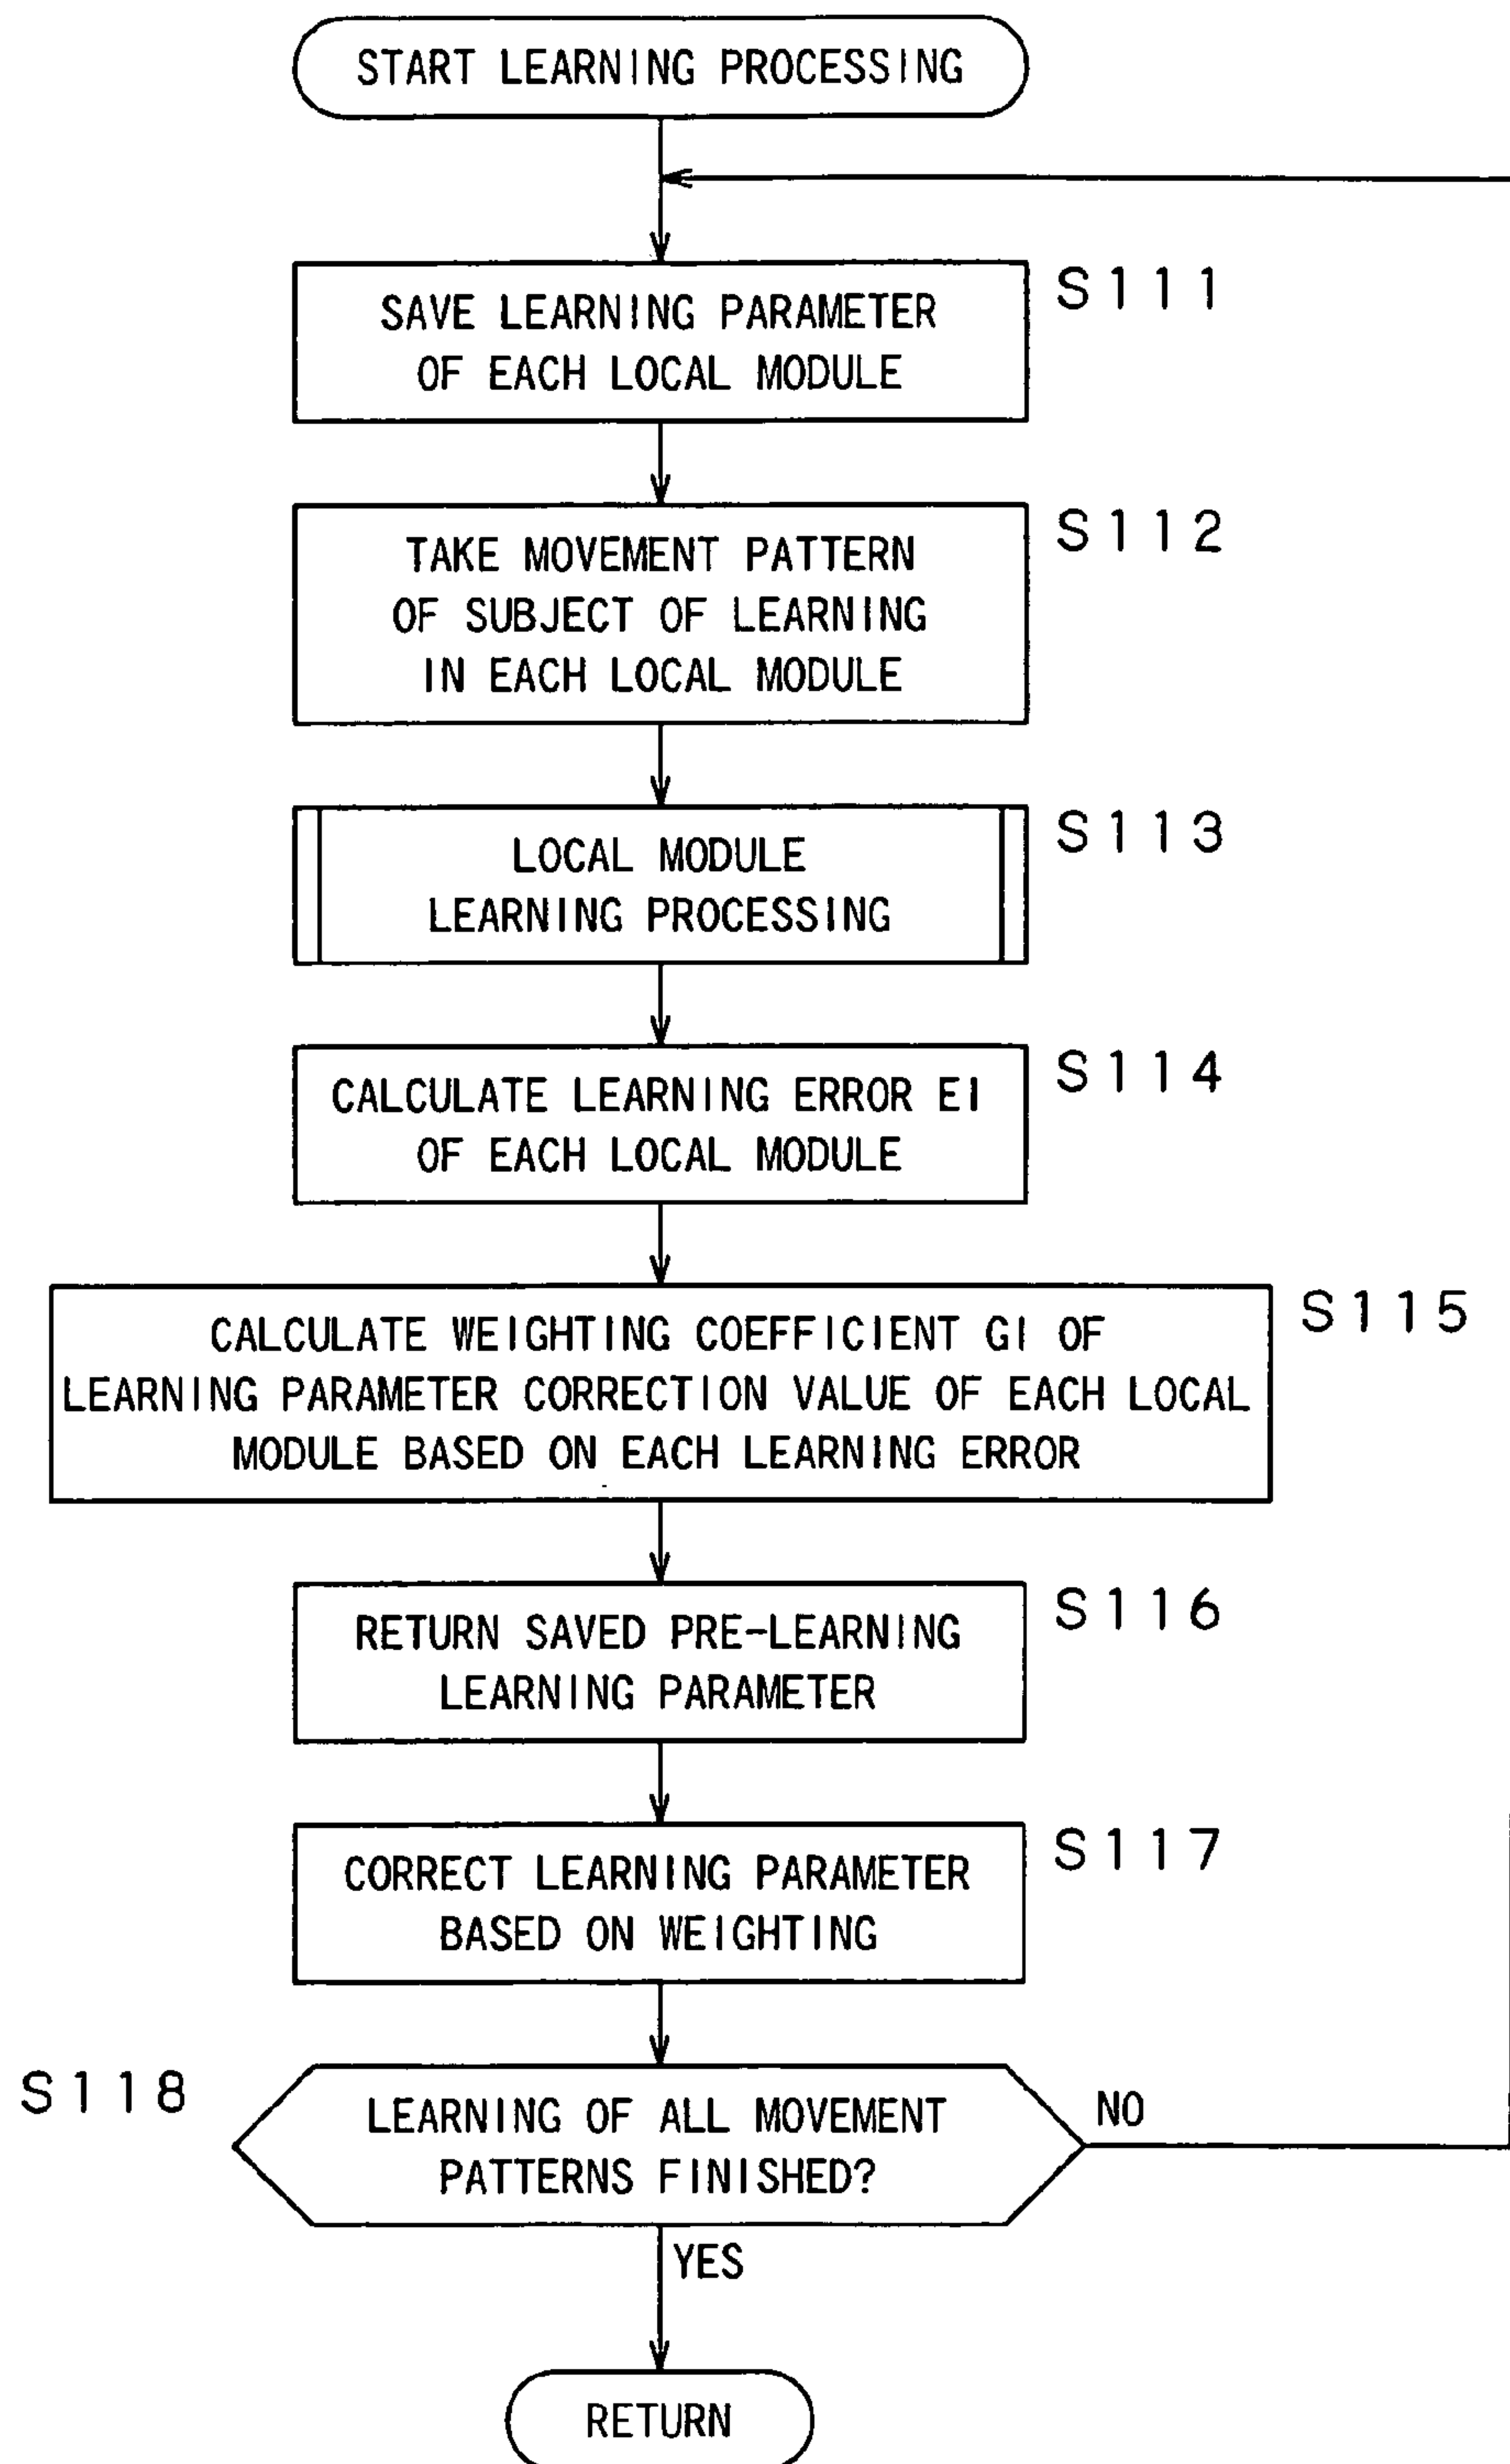 START LEARNING PROCESSING
SAVE LEARNING PARAMETER
OF EACH LOCAL MODULE
S111
TAKE MOVEMENT PATTERN
OF SUBJECT OF LEARNING
IN EACH LOCAL MODULE
S112
LOCAL MODULE
LEARNING PROCESSING
S113
CALCULATE LEARNING ERROR EI
OF EACH LOCAL MODULE
S114
CALCULATE WEIGHTING COEFFICIENT GI OF
LEARNING PARAMETER CORRECTION VALUE OF EACH LOCAL
MODULE BASED ON EACH LEARNING ERROR
S115
RETURN SAVED PRE-LEARNING
LEARNING PARAMETER
S116
CORRECT LEARNING PARAMETER
BASED ON WEIGHTING
S117
S118
LEARNING OF ALL MOVEMENT
PATTERNS FINISHED?
NO
YES
RETURN